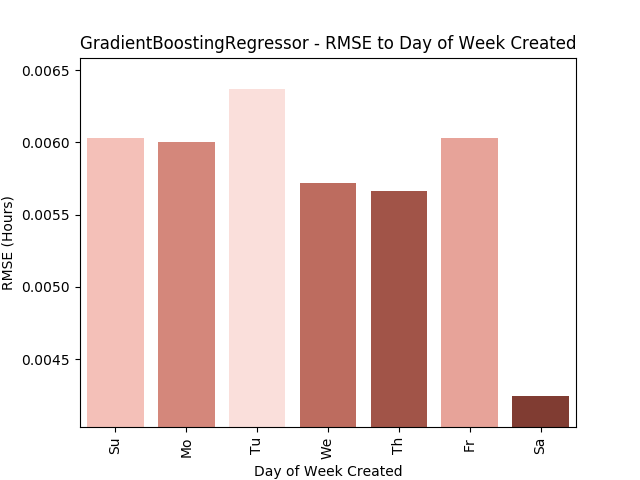 GradientBoostingRegressor - RMSE to Day of Week Created
0.0065
0.0060
0.0055
0.0050
0.0045
RMSE (Hours)
Su
Mo
Tu
We
Th
Fr
Sa
Day of Week Created